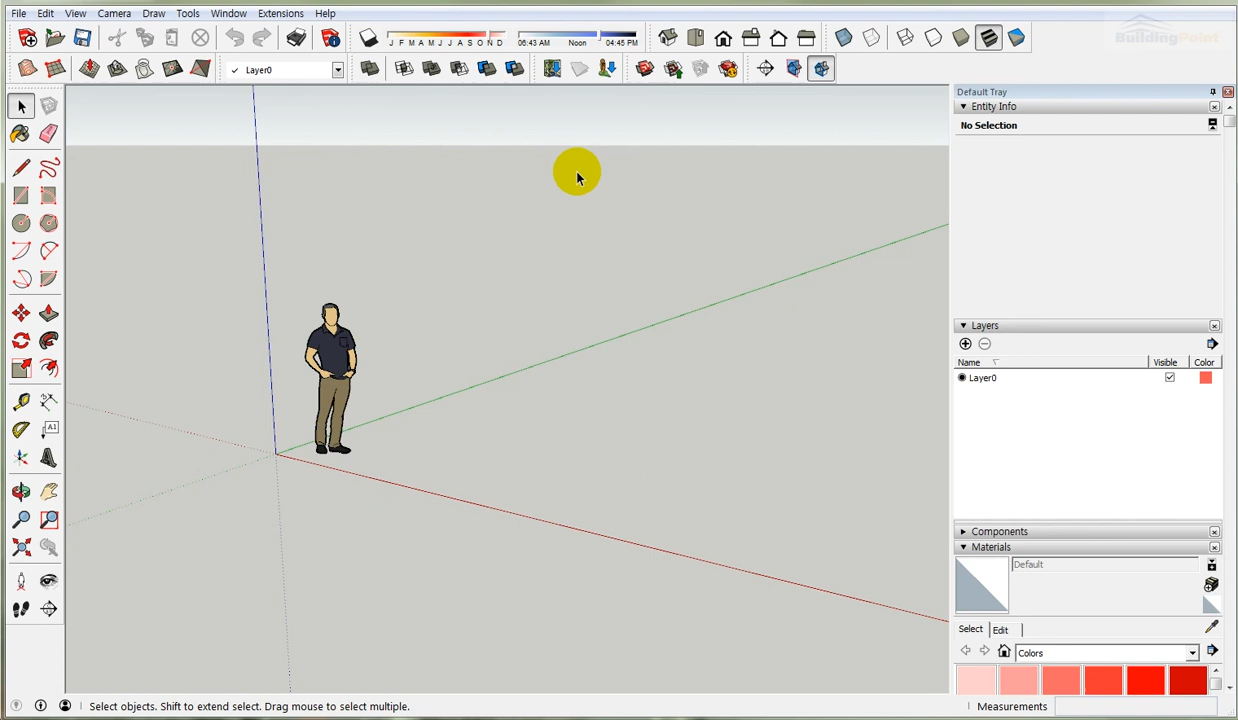 File Edit View Camera Draw Tools Window Extensions Help
BuildingPoint
J F M A M J J A S O N D 06:43 AM Noon 04:45 PM
Layer0
Default Tray
Entity Info
No Selection
Layers
Name Visible Color
Layer0
A1
Components
Materials
Default
Select Edit
Colors
Select objects. Shift to extend select. Drag mouse to select multiple. Measurements